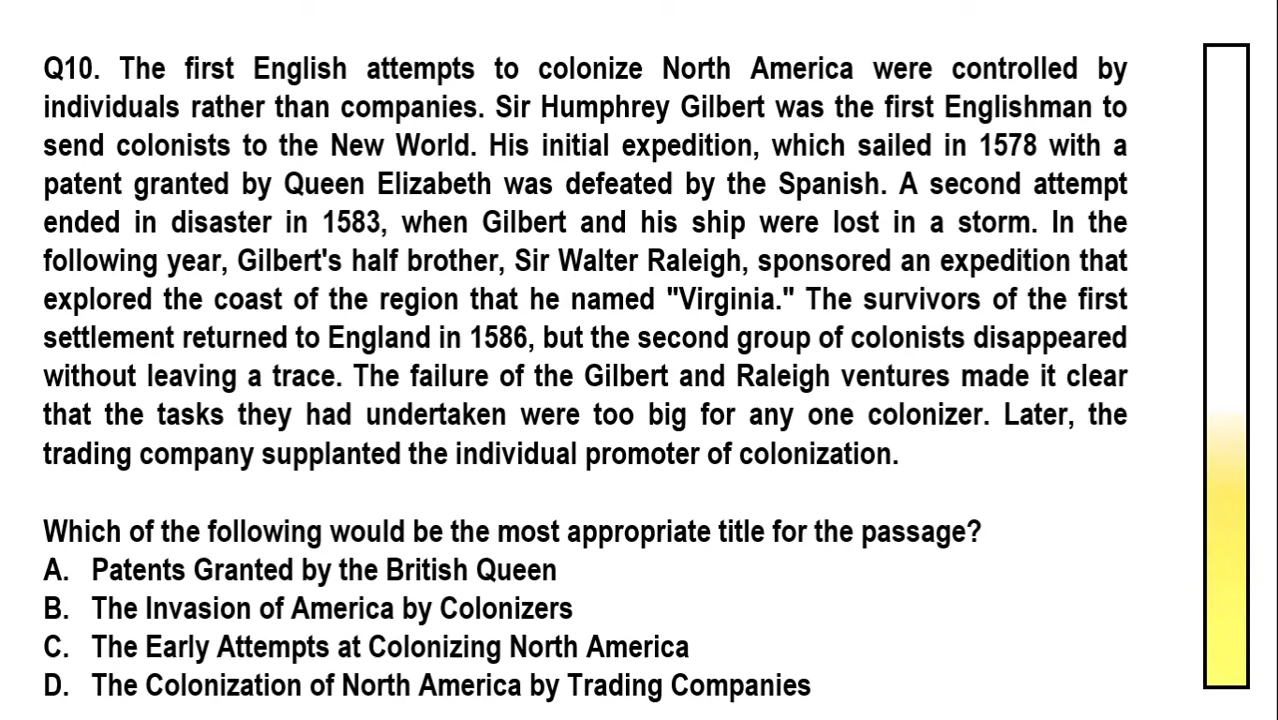 Q10. The first English attempts to colonize North America were controlled by
individuals rather than companies. Sir Humphrey Gilbert was the first Englishman to
send colonists to the New World. His initial expedition, which sailed in 1578 with a
patent granted by Queen Elizabeth was defeated by the Spanish. A second attempt
ended in disaster in 1583, when Gilbert and his ship were lost in a storm. In the
following year, Gilbert's half brother, Sir Walter Raleigh, sponsored an expedition that
explored the coast of the region that he named "Virginia." The survivors of the first
settlement returned to England in 1586, but the second group of colonists disappeared
without leaving a trace. The failure of the Gilbert and Raleigh ventures made it clear
that the tasks they had undertaken were too big for any one colonizer. Later, the
trading company supplanted the individual promoter of colonization.
Which of the following would be the most appropriate title for the passage?
A. Patents Granted by the British Queen
B. The Invasion of America by Colonizers
C. The Early Attempts at Colonizing North America
D. The Colonization of North America by Trading Companies